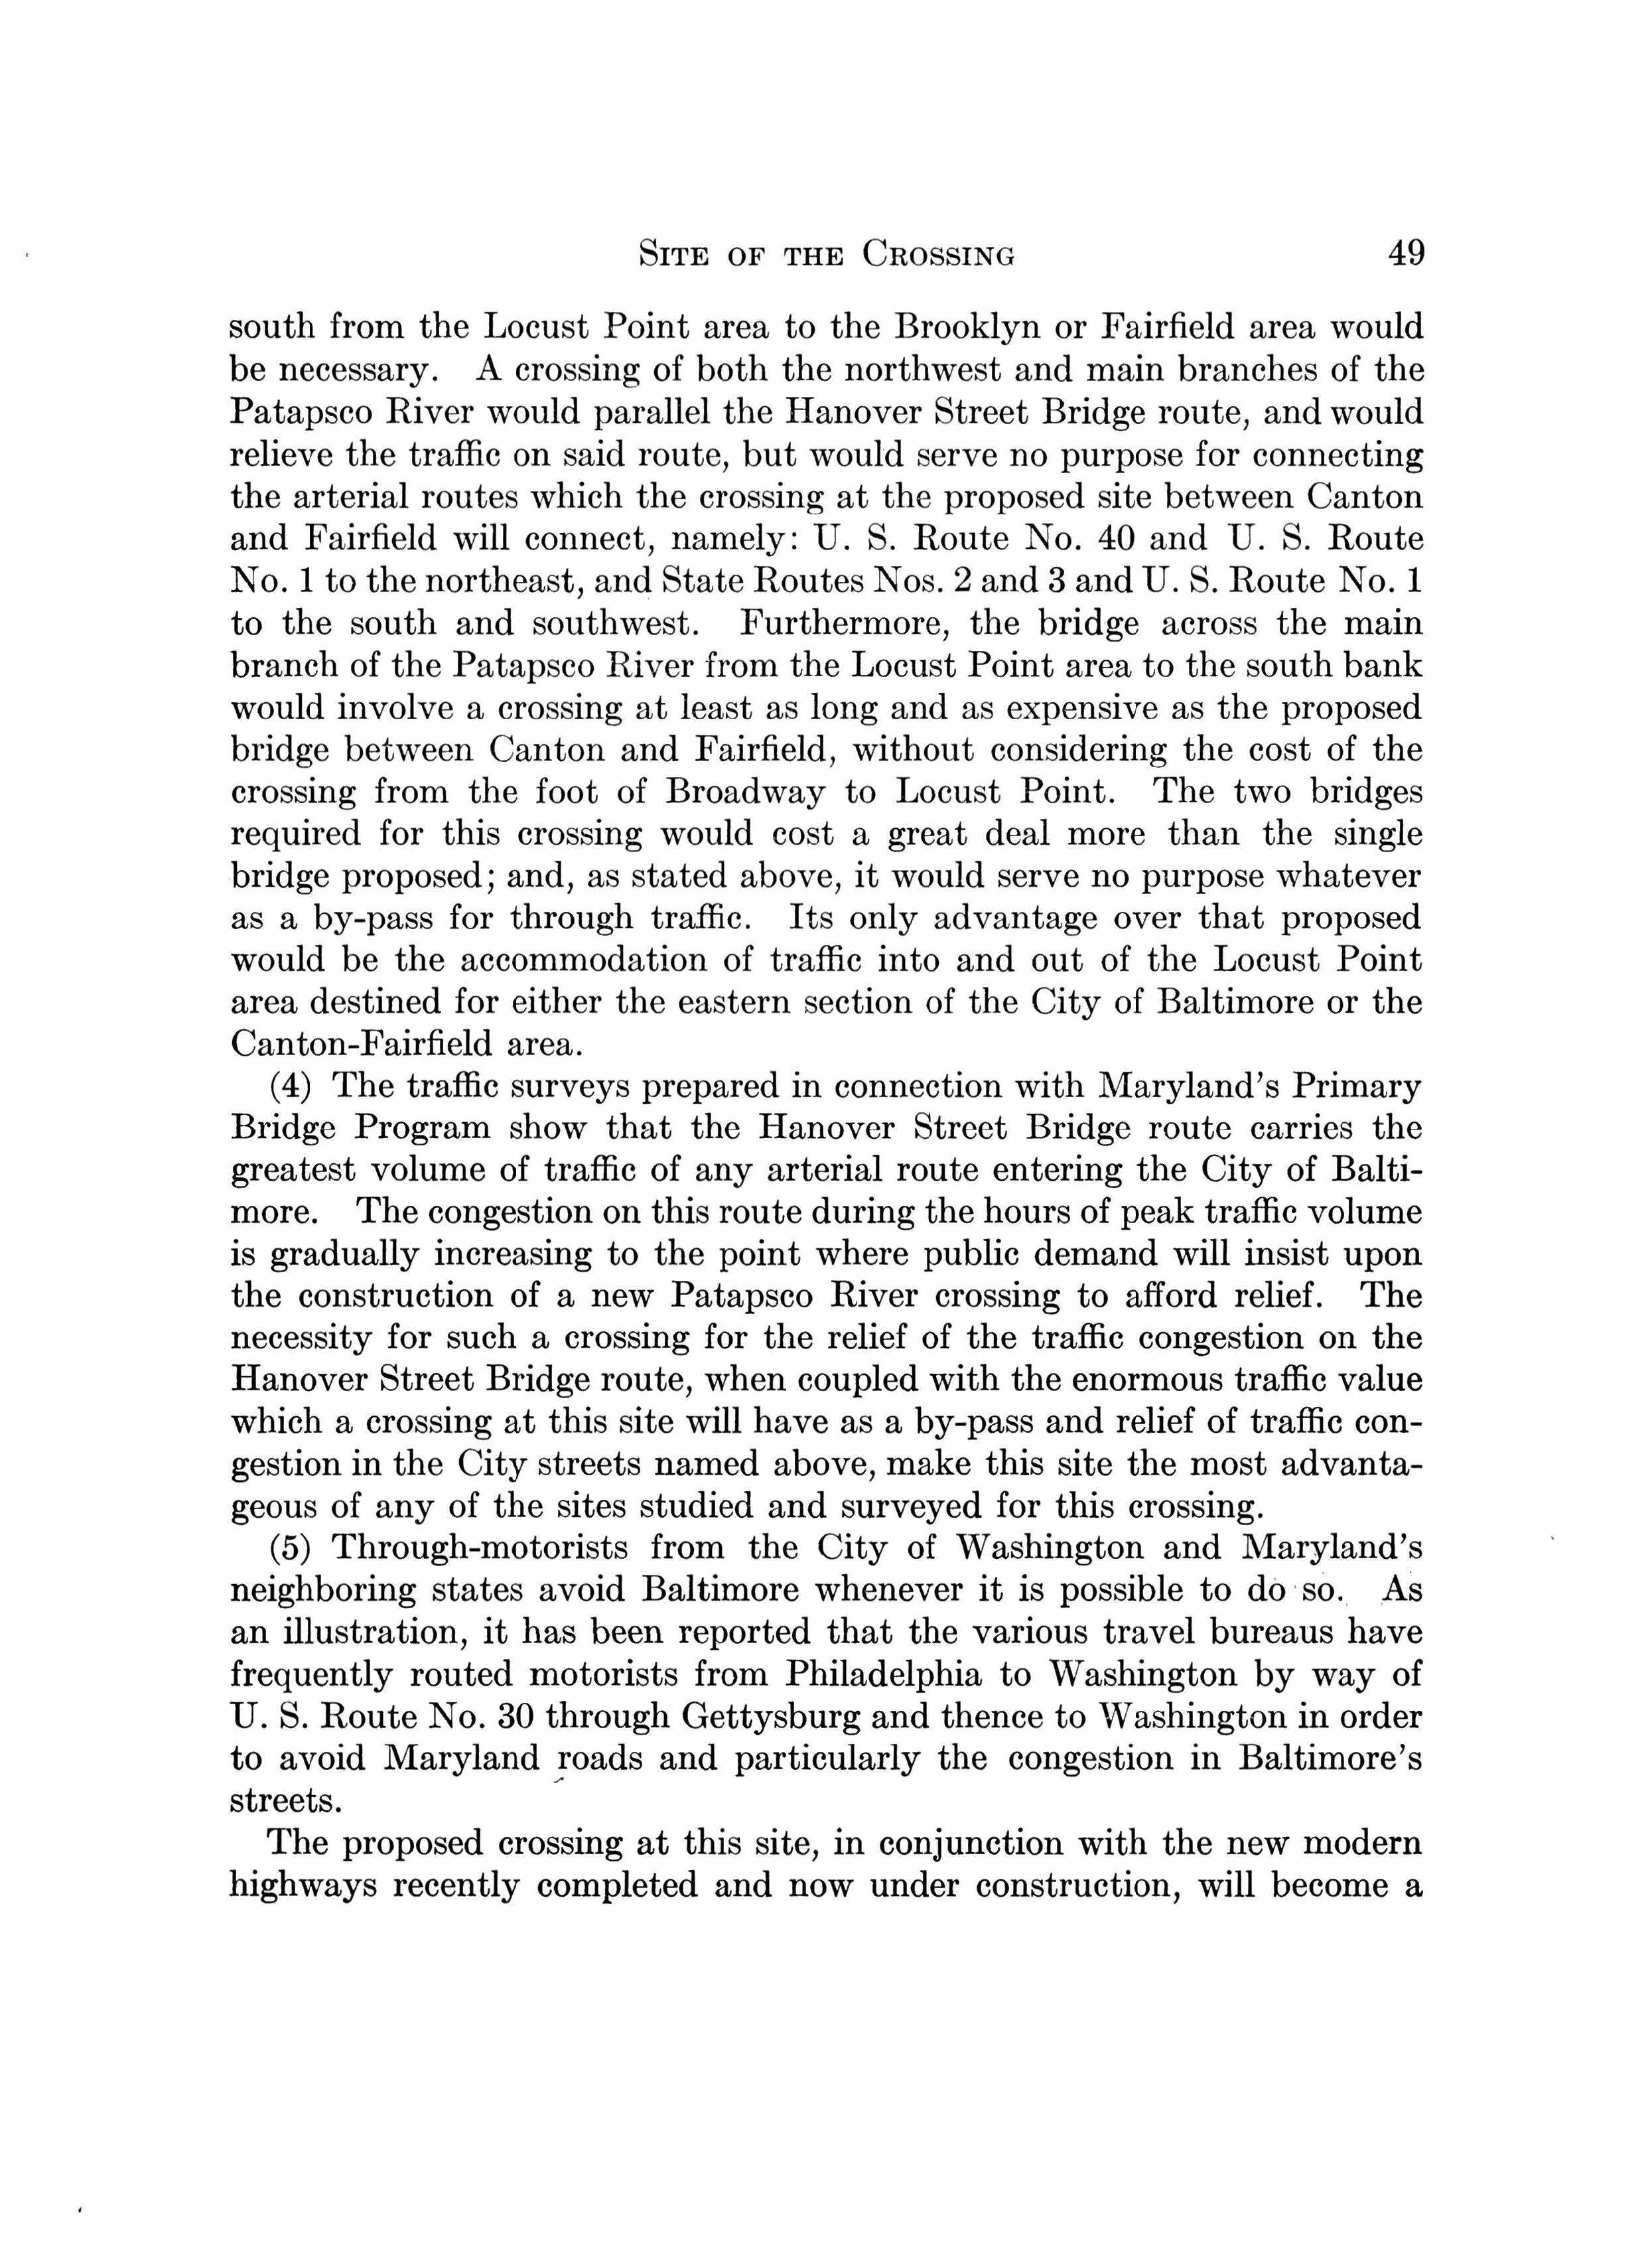 SITE OF THE CROSSING 49
south from the Locust Point area to the Brooklyn or Fairfield area would
be necessary. A crossing of both the northwest and main branches of the
Patapsco River would parallel the Hanover Street Bridge route, and would
relieve the traffic on said route, but would serve no purpose for connecting
the arterial routes which the crossing at the proposed site between Canton
and Fairfield will connect, namely: U. S. Route No. 40 and U. S. Route
No. 1 to the northeast, and State Routes Nos. 2 and 3 and U. S. Route No. 1
to the south and southwest. Furthermore, the bridge across the main
branch of the Patapsco River from the Locust Point area to the south bank
would involve a crossing at least as long and as expensive as the proposed
bridge between Canton and Fairfield, without considering the cost of the
crossing from the foot of Broadway to Locust Point. The two bridges
required for this crossing would cost a great deal more than the single
bridge proposed; and, as stated above, it would serve no purpose whatever
as a by-pass for through traffic. Its only advantage over that proposed
would be the accommodation of traffic into and out of the Locust Point
area destined for either the eastern section of the City of Baltimore or the
Canton-Fairfield area.
(4) The traffic surveys prepared in connection with Maryland's Primary
Bridge Program show that the Hanover Street Bridge route carries the
greatest volume of traffic of any arterial route entering the City of Balti-
more. The congestion on this route during the hours of peak traffic volume
is gradually increasing to the point where public demand will insist upon
the construction of a new Patapsco River crossing to afford relief. The
necessity for such a crossing for the relief of the traffic congestion on the
Hanover Street Bridge route, when coupled with the enormous traffic value
which a crossing at this site will have as a by-pass and relief of traffic con-
gestion in the City streets named above, make this site the most advanta-
geous of any of the sites studied and surveyed for this crossing.
(5) Through-motorists from the City of Washington and Maryland's
neighboring states avoid Baltimore whenever it is possible to do so. As
an illustration, it has been reported that the various travel bureaus have
frequently routed motorists from Philadelphia to Washington by way of
U. S. Route No. 30 through Gettysburg and thence to Washington in order
to avoid Maryland roads and particularly the congestion in Baltimore's
streets.
The proposed crossing at this site, in conjunction with the new modern
highways recently completed and now under construction, will become a